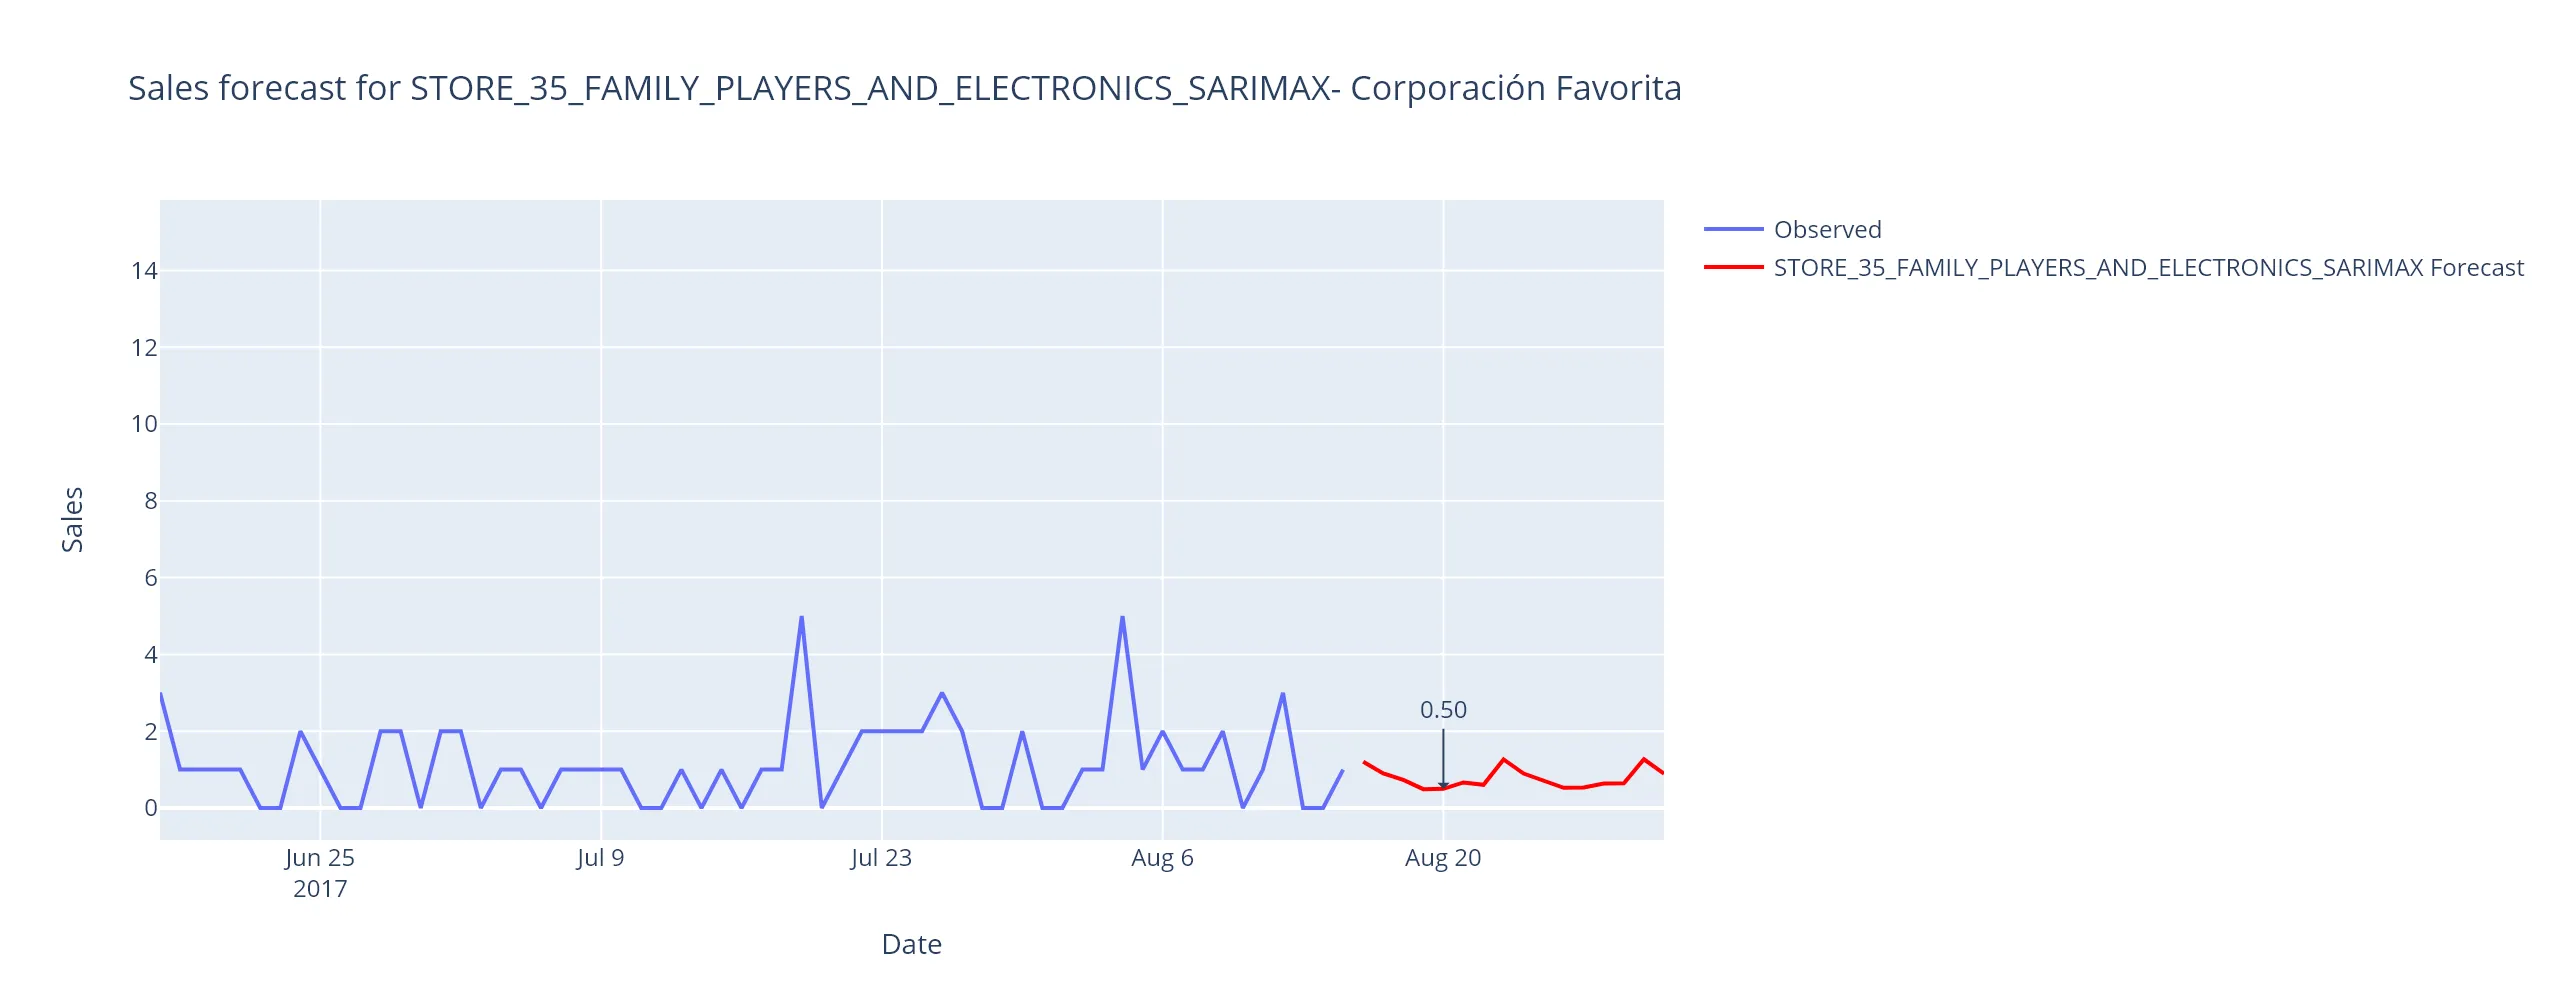 Sales forecast for STORE_35_FAMILY_PLAYERS_AND_ELECTRONICS_SARIMAX- Corporación Favorita
Observed
STORE_35_FAMILY_PLAYERS_AND_ELECTRONICS_SARIMAX Forecast
14
12
10
8
6
4
2
0
Sales
0.50
Jun 25
2017
Jul 9
Jul 23
Aug 6
Aug 20
Date